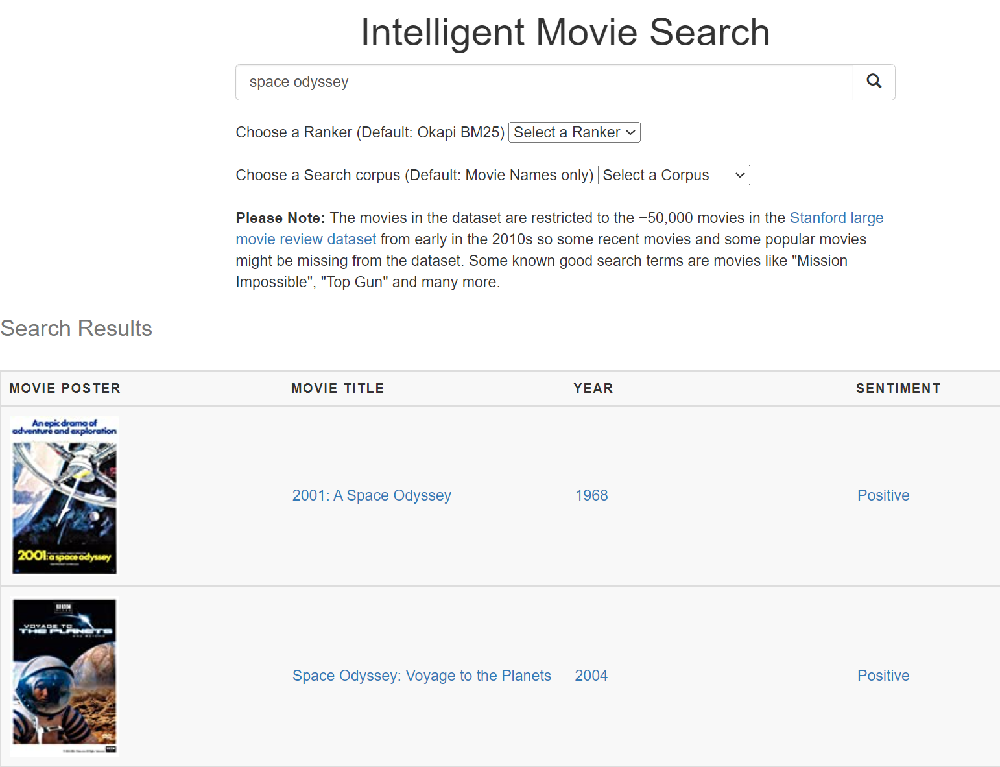 Intelligent Movie Search
space odyssey
Choose a Ranker (Default: Okapi BM25) Select a Ranker
Choose a Search corpus (Default: Movie Names only) Select a Corpus
Please Note: The movies in the dataset are restricted to the ~50,000 movies in the Stanford large
movie review dataset from early in the 2010s so some recent movies and some popular movies
might be missing from the dataset. Some known good search terms are movies like "Mission
Impossible", "Top Gun" and many more.
Search Results
MOVIE POSTER MOVIE TITLE YEAR SENTIMENT
An epic drama of
adventure and exploration
2001: a space odyssey
2001: A Space Odyssey 1968 Positive
VOYAGE TO
THE PLANETS
AND BEYOND
Space Odyssey: Voyage to the Planets 2004 Positive